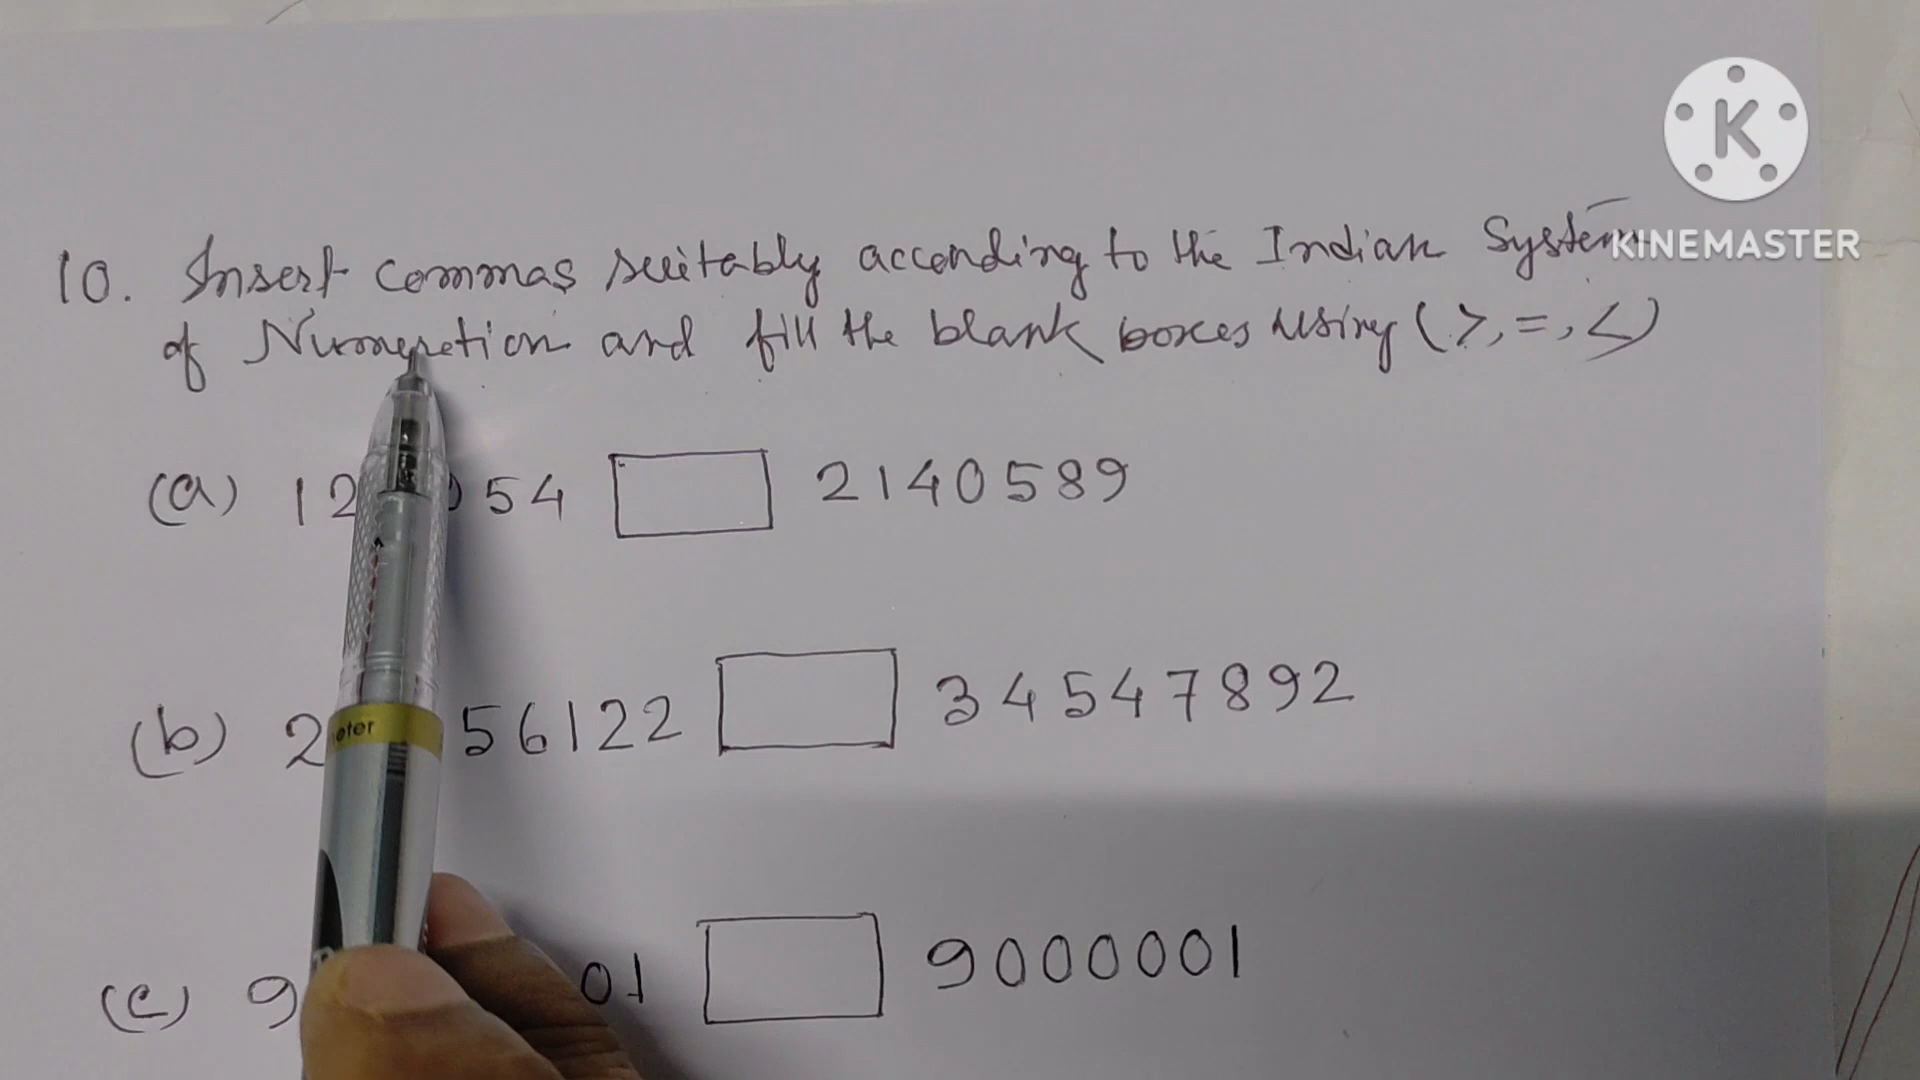 K
KINEMASTER
10. Insert commas suitably according to the Indian System
of Numeration and fill the blank boxes using (>, =, <)
(a) 12 54 2140589
(b) 2 56122 34547892
(c) 9 01 9000001